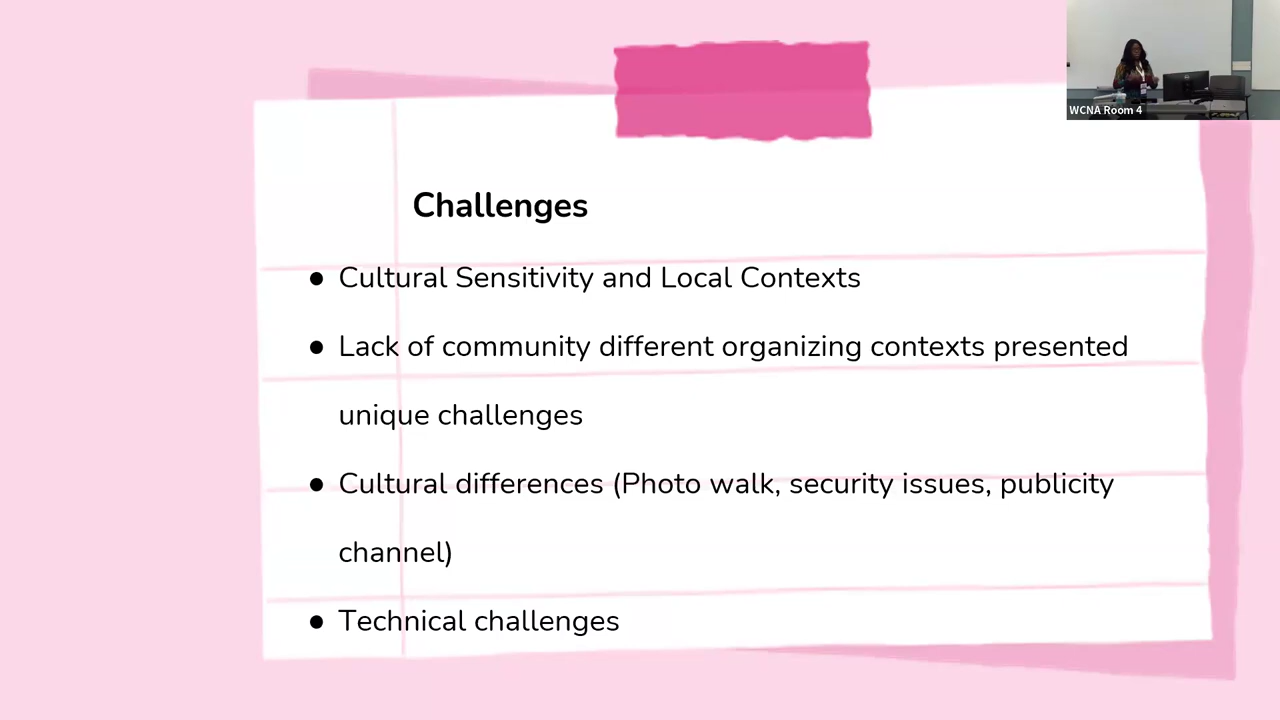 WCNA Room 4
Challenges
● Cultural Sensitivity and Local Contexts
● Lack of community different organizing contexts presented
unique challenges
● Cultural differences (Photo walk, security issues, publicity
channel)
● Technical challenges